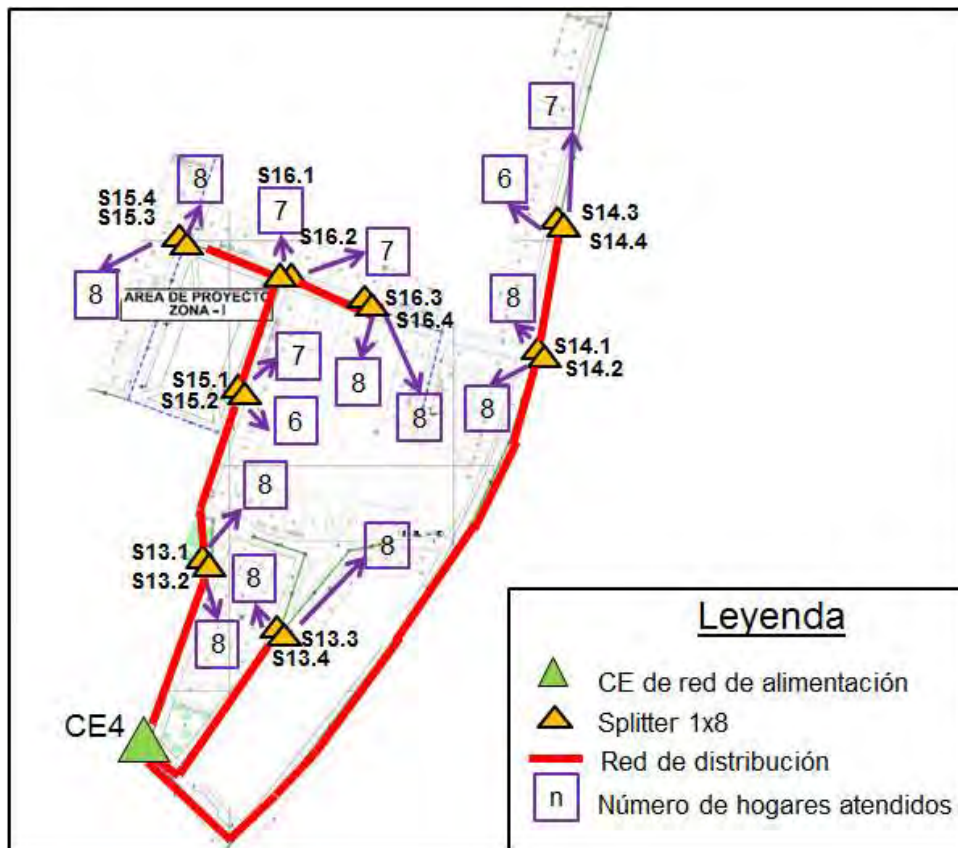 7
6
S14.3
S14.4
8
S16.1
7
S15.4
S15.3
S16.2
7
8
AREA DE PROYECTO
ZONA - I
S16.3
S16.4
8
8
8
S14.1
S14.2
8
S15.1
S15.2
7
6
8
S13.1
S13.2
8
8
8
S13.3
S13.4
CE4
Leyenda
CE de red de alimentación
Splitter 1x8
Red de distribución
n Número de hogares atendidos